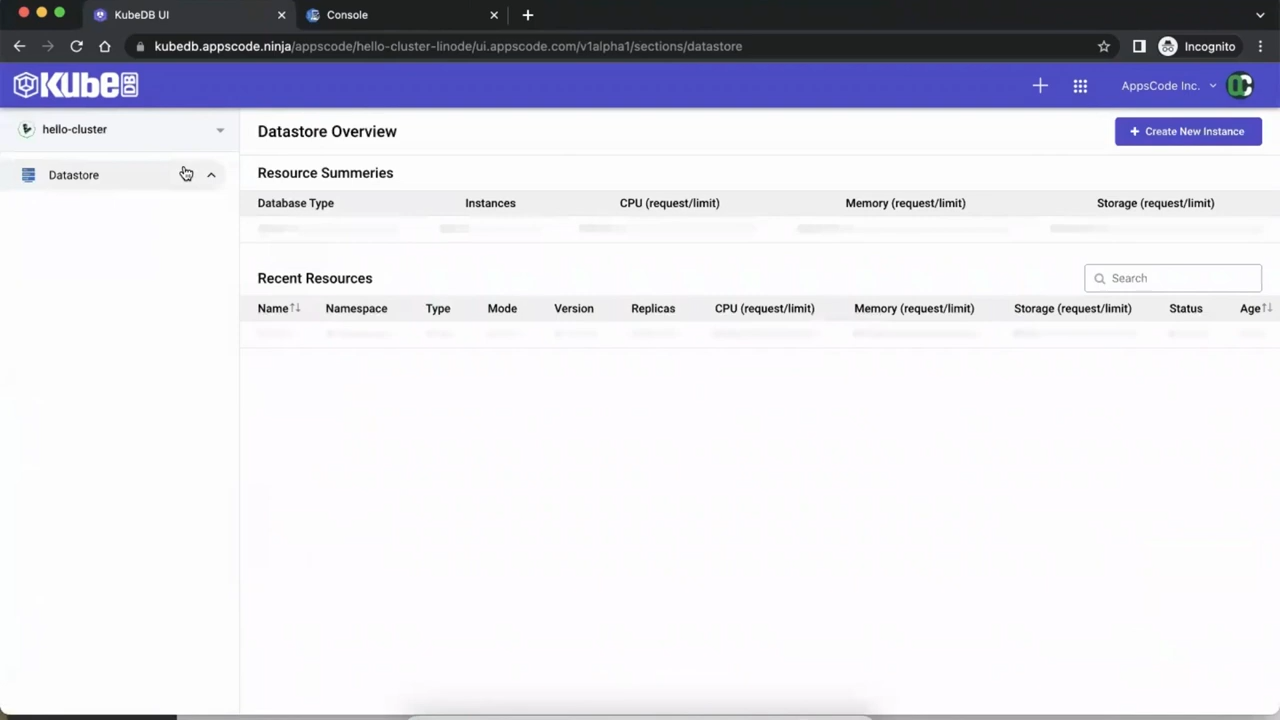 KubeDB UI
Console
kubedb.appscode.ninja/appscode/hello-cluster-linode/ui.appscode.com/v1alpha1/sections/datastore
Incognito
KubeDB
AppsCode Inc.
hello-cluster
Datastore Overview
+ Create New Instance
Datastore
Resource Summeries
Database Type Instances CPU (request/limit) Memory (request/limit) Storage (request/limit)
Recent Resources
Search
Name Namespace Type Mode Version Replicas CPU (request/limit) Memory (request/limit) Storage (request/limit) Status Age